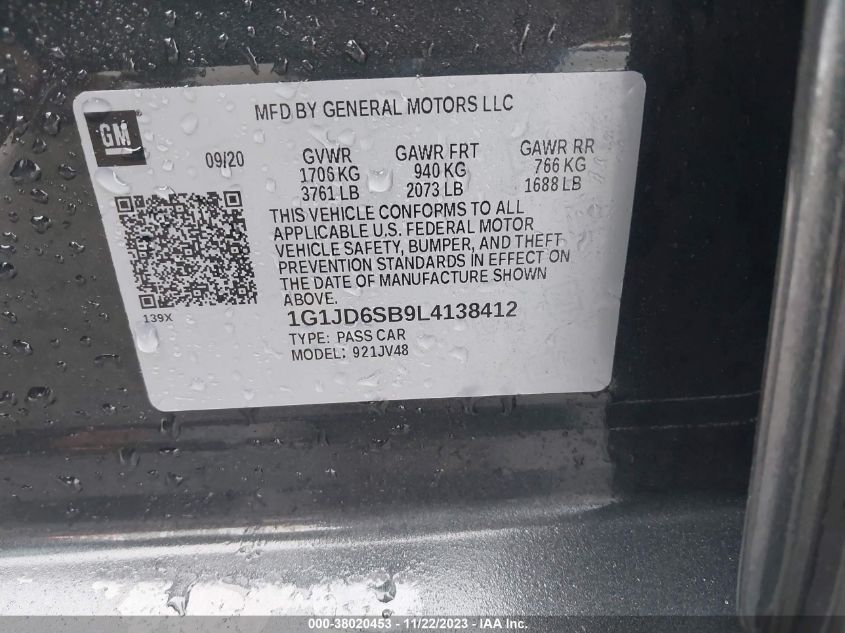 MFD BY GENERAL MOTORS LLC
GM
09/20
GVWR GAWR FRT GAWR RR
1706 KG 940 KG 766 KG
3761 LB 2073 LB 1688 LB
THIS VEHICLE CONFORMS TO ALL
APPLICABLE U.S. FEDERAL MOTOR
VEHICLE SAFETY, BUMPER, AND THEFT
PREVENTION STANDARDS IN EFFECT ON
THE DATE OF MANUFACTURE SHOWN
ABOVE.
139X
1G1JD6SB9L4138412
TYPE: PASS CAR
MODEL: 921JV48
000-38020453 - 11/22/2023 - IAA Inc.